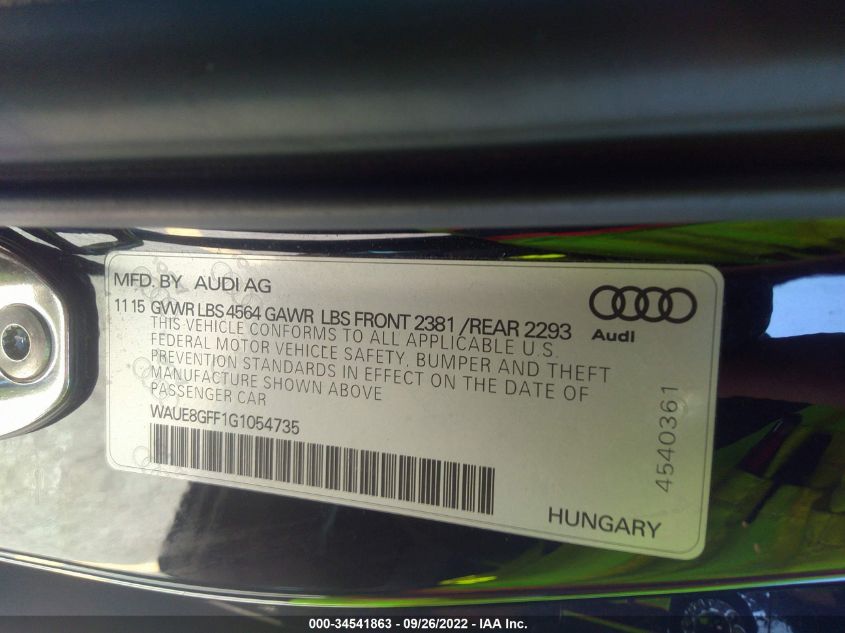 MFD. BY AUDI AG
11 15 GVWR LBS 4564 GAWR LBS FRONT 2381 /REAR 2293
THIS VEHICLE CONFORMS TO ALL APPLICABLE U.S.
FEDERAL MOTOR VEHICLE SAFETY, BUMPER AND THEFT
PREVENTION STANDARDS IN EFFECT ON THE DATE OF
MANUFACTURE SHOWN ABOVE
PASSENGER CAR
WAUE8GFF1G1054735
Audi
4540361
HUNGARY
000-34541863 - 09/26/2022 - IAA Inc.